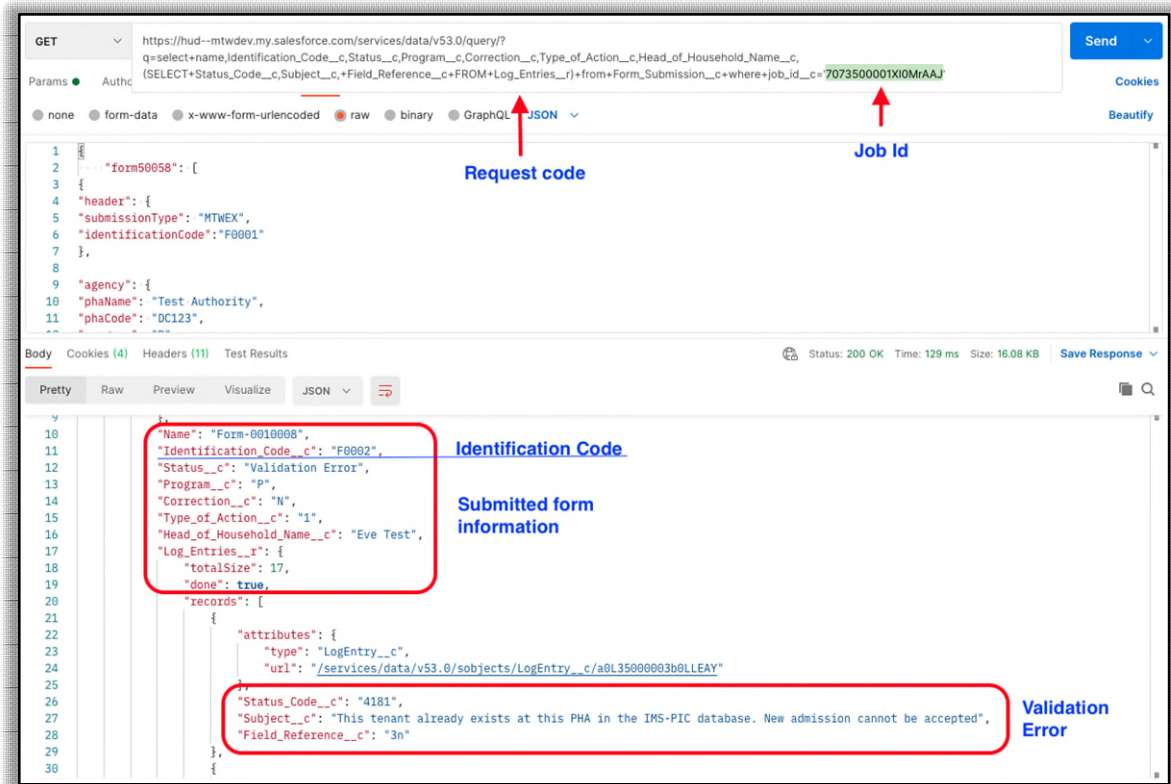 GET
https://hud--mtwdev.my.salesforce.com/services/data/v53.0/query/?
q=select+name,Identification_Code__c,Status__c,Program__c,Correction__c,Type_of_Action__c,Head_of_Household_Name__c,
(SELECT+Status_Code__c,Subject__c,+Field_Reference__c+FROM+Log_Entries__r)+from+Form_Submission__c+where+job_id__c='7073500001XI0MrAAJ'
Send
Params
Autho
Cookies
none form-data x-www-form-urlencoded raw binary GraphQL JSON
Beautify
Request code
Job Id
1 {
2 "form50058": [
3 {
4 "header": {
5 "submissionType": "MTWEX",
6 "identificationCode":"F0001"
7 },
8
9 "agency": {
10 "phaName": "Test Authority",
11 "phaCode": "DC123",
Body Cookies (4) Headers (11) Test Results
Status: 200 OK Time: 129 ms Size: 16.08 KB Save Response
Pretty Raw Preview Visualize JSON
9 },
10 "Name": "Form-0010008",
11 "Identification_Code__c": "F0002",
12 "Status__c": "Validation Error",
13 "Program__c": "P",
14 "Correction__c": "N",
15 "Type_of_Action__c": "1",
16 "Head_of_Household_Name__c": "Eve Test",
17 "Log_Entries__r": {
18 "totalSize": 17,
19 "done": true,
20 "records": [
21 {
22 "attributes": {
23 "type": "LogEntry__c",
24 "url": "/services/data/v53.0/sobjects/LogEntry__c/a0L35000003b0LLEAY"
25 },
26 "Status_Code__c": "4181",
27 "Subject__c": "This tenant already exists at this PHA in the IMS-PIC database. New admission cannot be accepted",
28 "Field_Reference__c": "3n"
29 },
30 {
Identification Code
Submitted form
information
Validation
Error